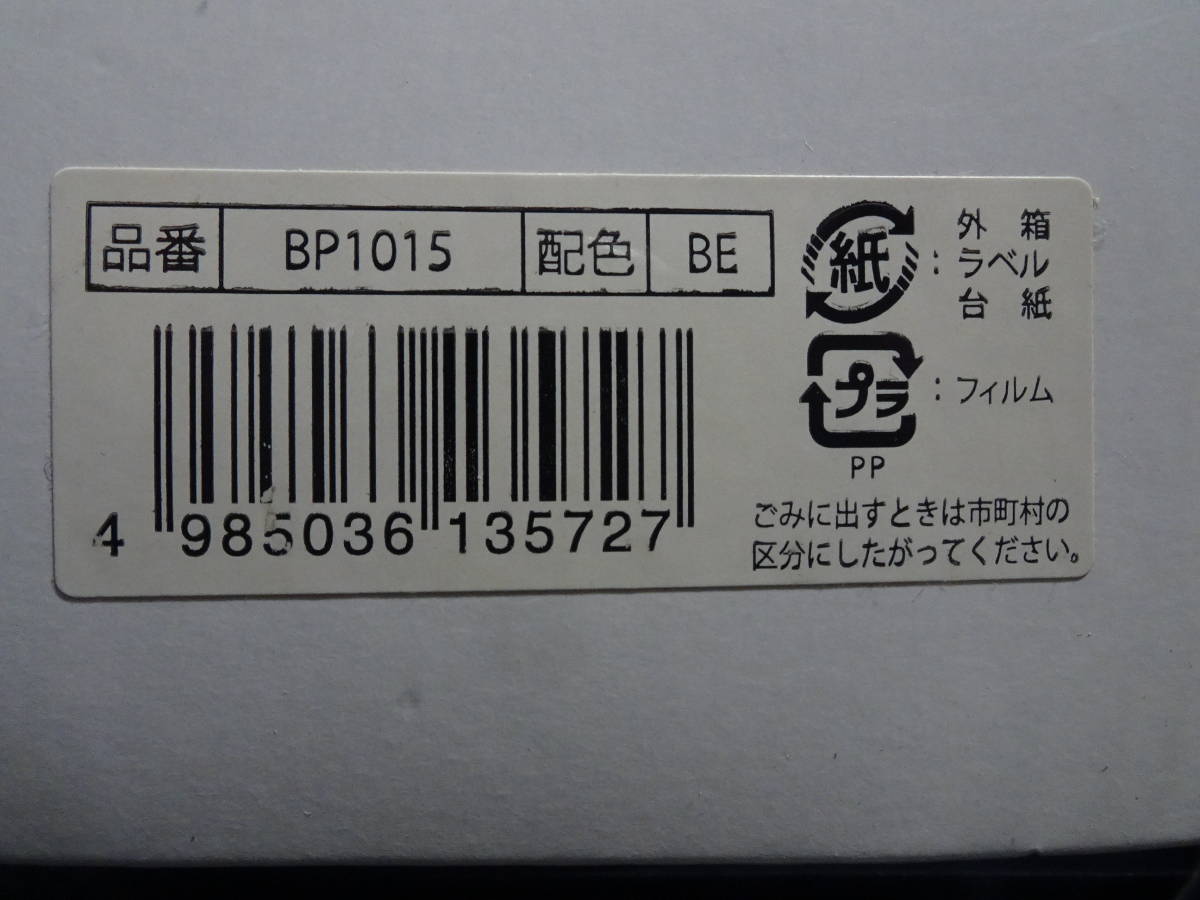 品番 BP1015 配色 BE
4 985036 135727
紙 : 外箱
ラベル
台紙
プラ : フィルム
PP
ごみに出すときは市町村の
区分にしたがってください。